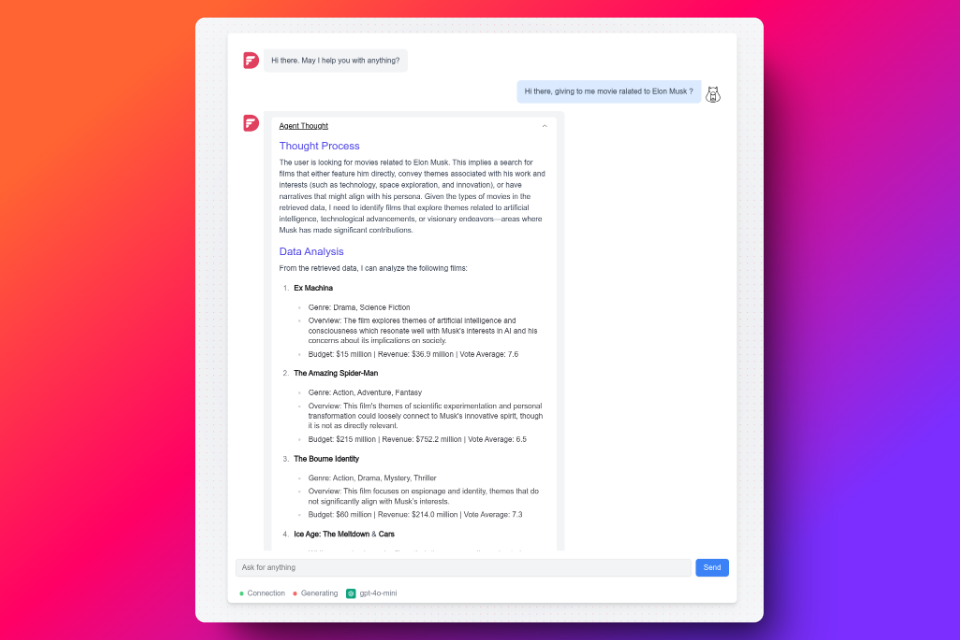 Hi there. May I help you with anything?
Hi there, giving to me movie ralated to Elon Musk ?
Agent Thought
Thought Process
The user is looking for movies related to Elon Musk. This implies a search for
films that either feature him directly, convey themes associated with his work and
interests (such as technology, space exploration, and innovation), or have
narratives that might align with his persona. Given the types of movies in the
retrieved data, I need to identify films that explore themes related to artificial
intelligence, technological advancements, or visionary endeavors—areas where
Musk has made significant contributions.
Data Analysis
From the retrieved data, I can analyze the following films:
1. Ex Machina
Genre: Drama, Science Fiction
Overview: The film explores themes of artificial intelligence and
consciousness which resonate well with Musk's interests in AI and his
concerns about its implications on society.
Budget: $15 million | Revenue: $36.9 million | Vote Average: 7.6
2. The Amazing Spider-Man
Genre: Action, Adventure, Fantasy
Overview: This film's themes of scientific experimentation and personal
transformation could loosely connect to Musk's innovative spirit, though
it is not as directly relevant.
Budget: $215 million | Revenue: $752.2 million | Vote Average: 6.5
3. The Bourne Identity
Genre: Action, Drama, Mystery, Thriller
Overview: This film focuses on espionage and identity, themes that do
not significantly align with Musk's interests.
Budget: $60 million | Revenue: $214.0 million | Vote Average: 7.3
4. Ice Age: The Meltdown & Cars
Ask for anything
Send
Connection Generating gpt-4o-mini